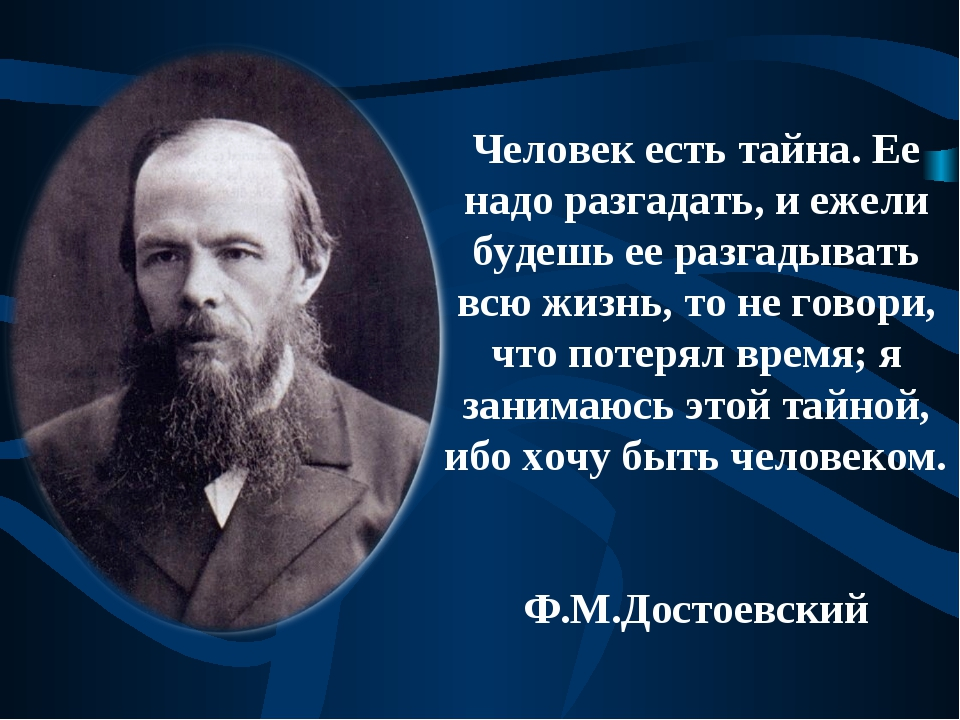 Человек есть тайна. Ее
надо разгадать, и ежели
будешь ее разгадывать
всю жизнь, то не говори,
что потерял время; я
занимаюсь этой тайной,
ибо хочу быть человеком.
Ф.М.Достоевский